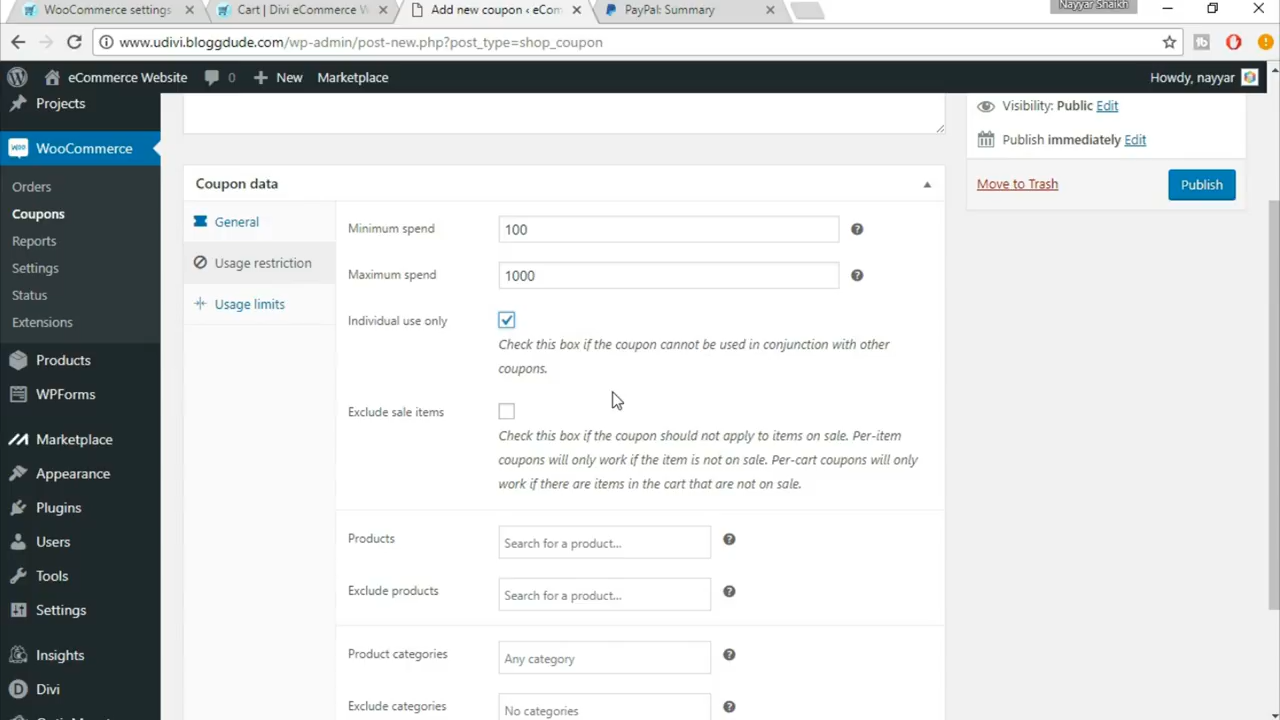 WooCommerce settings
Cart | Divi eCommerce W
Add new coupon ‹ eCom
PayPal: Summary
Nayyar Shaikh
www.udivi.bloggdude.com/wp-admin/post-new.php?post_type=shop_coupon
eCommerce Website 0 New Marketplace Howdy, nayyar
Projects
WooCommerce
Orders
Coupons
Reports
Settings
Status
Extensions
Products
WPForms
Marketplace
Appearance
Plugins
Users
Tools
Settings
Insights
Divi
Coupon data
General
Usage restriction
Usage limits
Minimum spend 100
Maximum spend 1000
Individual use only
Check this box if the coupon cannot be used in conjunction with other
coupons.
Exclude sale items
Check this box if the coupon should not apply to items on sale. Per-item
coupons will only work if the item is not on sale. Per-cart coupons will only
work if there are items in the cart that are not on sale.
Products Search for a product...
Exclude products Search for a product...
Product categories Any category
Exclude categories No categories
Visibility: Public Edit
Publish immediately Edit
Move to Trash Publish